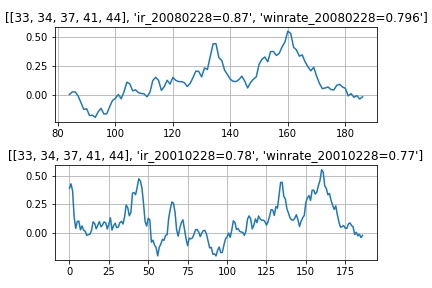 [[33, 34, 37, 41, 44], 'ir_20080228=0.87', 'winrate_20080228=0.796']
0.50
0.25
0.00
80 100 120 140 160 180
[[33, 34, 37, 41, 44], 'ir_20010228=0.78', 'winrate_20010228=0.77']
0.50
0.25
0.00
0 25 50 75 100 125 150 175